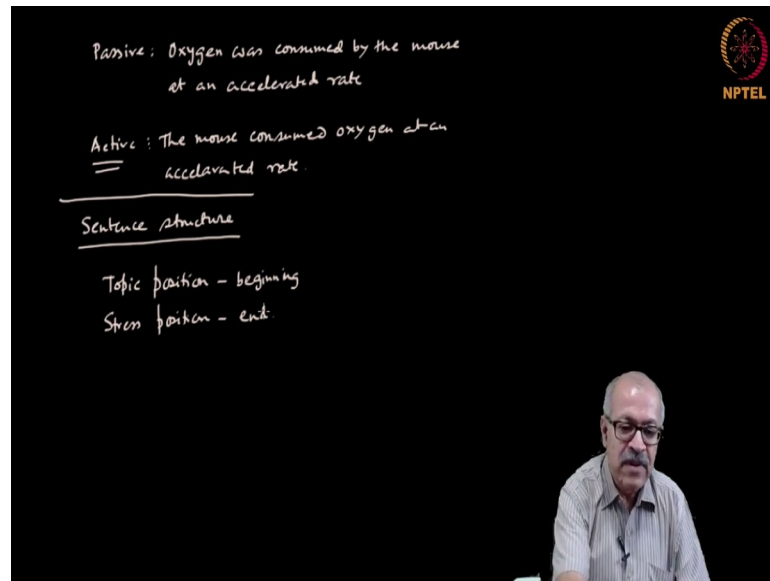 Passive: Oxygen was consumed by the mouse
at an accelerated rate
NPTEL
Active: The mouse consumed oxygen at an
accelarated rate.
Sentence structure
Topic position - beginning
Stress position - end.